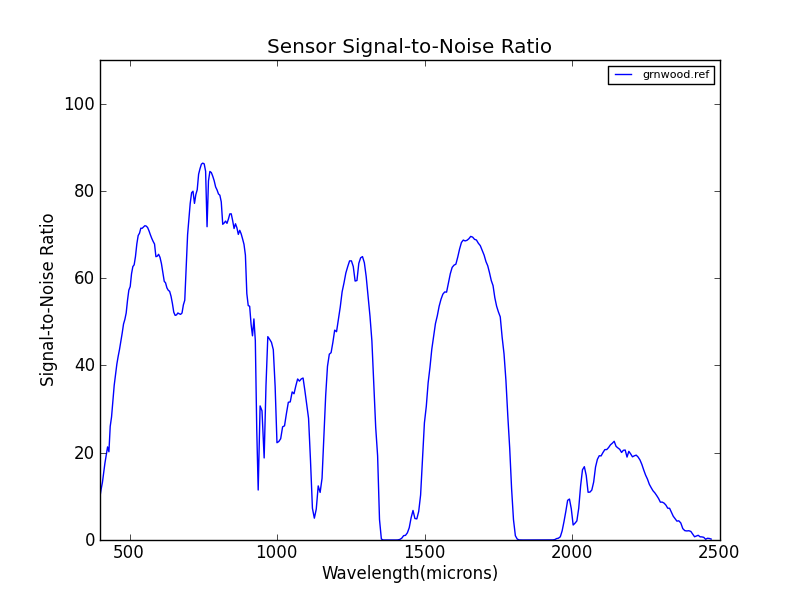 Sensor Signal-to-Noise Ratio
grnwood.ref
Signal-to-Noise Ratio
100
80
60
40
20
0
500 1000 1500 2000 2500
Wavelength(microns)